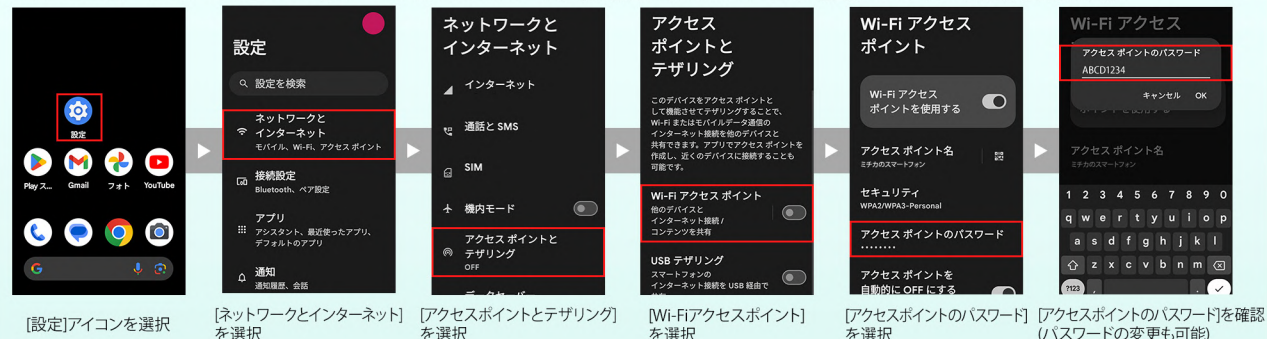 設定
Play ス...
Gmail
フォト
YouTube
[設定]アイコンを選択
設定
設定を検索
ネットワークと
インターネット
モバイル、Wi-Fi、アクセス ポイント
接続設定
Bluetooth、ペア設定
アプリ
アシスタント、最近使ったアプリ、
デフォルトのアプリ
通知
通知履歴、会話
[ネットワークとインターネット]
を選択
ネットワークと
インターネット
インターネット
通話と SMS
SIM
機内モード
アクセス ポイントと
テザリング
OFF
[アクセスポイントとテザリング]
を選択
アクセス
ポイントと
テザリング
このデバイスをアクセス ポイントと
して機能させてテザリングすることで、
Wi-Fi またはモバイルデータ通信の
インターネット接続を他のデバイスと
共有できます。アプリでアクセス ポイントを
作成し、近くのデバイスに接続することも
可能です。
Wi-Fi アクセス ポイント
他のデバイスと
インターネット接続 /
コンテンツを共有
USB テザリング
スマートフォンの
インターネット接続を USB 経由で
[Wi-Fiアクセスポイント]
を選択
Wi-Fi アクセス
ポイント
Wi-Fi アクセス
ポイントを使用する
アクセス ポイント名
ミチカのスマートフォン
セキュリティ
WPA2/WPA3-Personal
アクセス ポイントのパスワード
........
アクセス ポイントを
自動的に OFF にする
[アクセスポイントのパスワード]
を選択
Wi-Fi アクセス
アクセス ポイントのパスワード
ABCD1234
キャンセル OK
ポイントを使用する
アクセス ポイント名
ミチカのスマートフォン
1 2 3 4 5 6 7 8 9 0
q w e r t y u i o p
a s d f g h j k l
z x c v b n m
?123 , .
[アクセスポイントのパスワード]を確認
(パスワードの変更も可能)